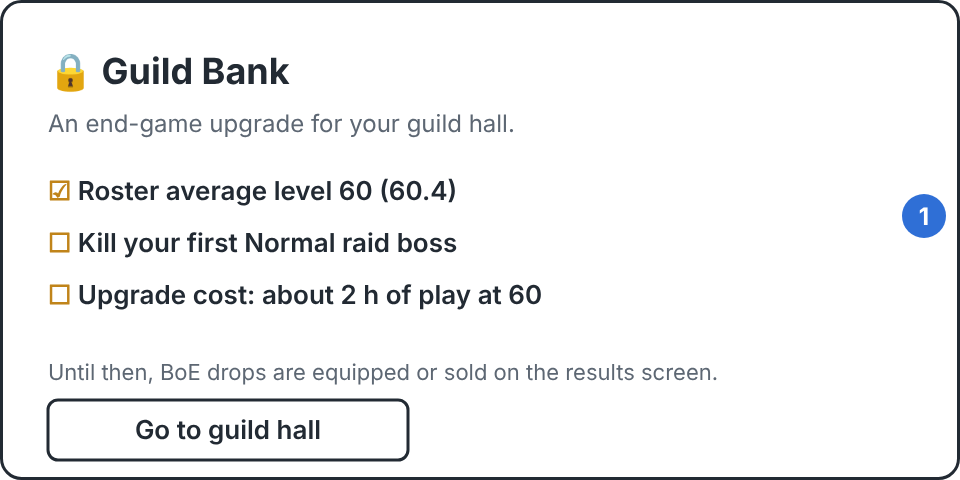 🔒 Guild Bank
An end-game upgrade for your guild hall.
☑ Roster average level 60 (60.4)
1
☐ Kill your first Normal raid boss
☐ Upgrade cost: about 2 h of play at 60
Until then, BoE drops are equipped or sold on the results screen.
Go to guild hall